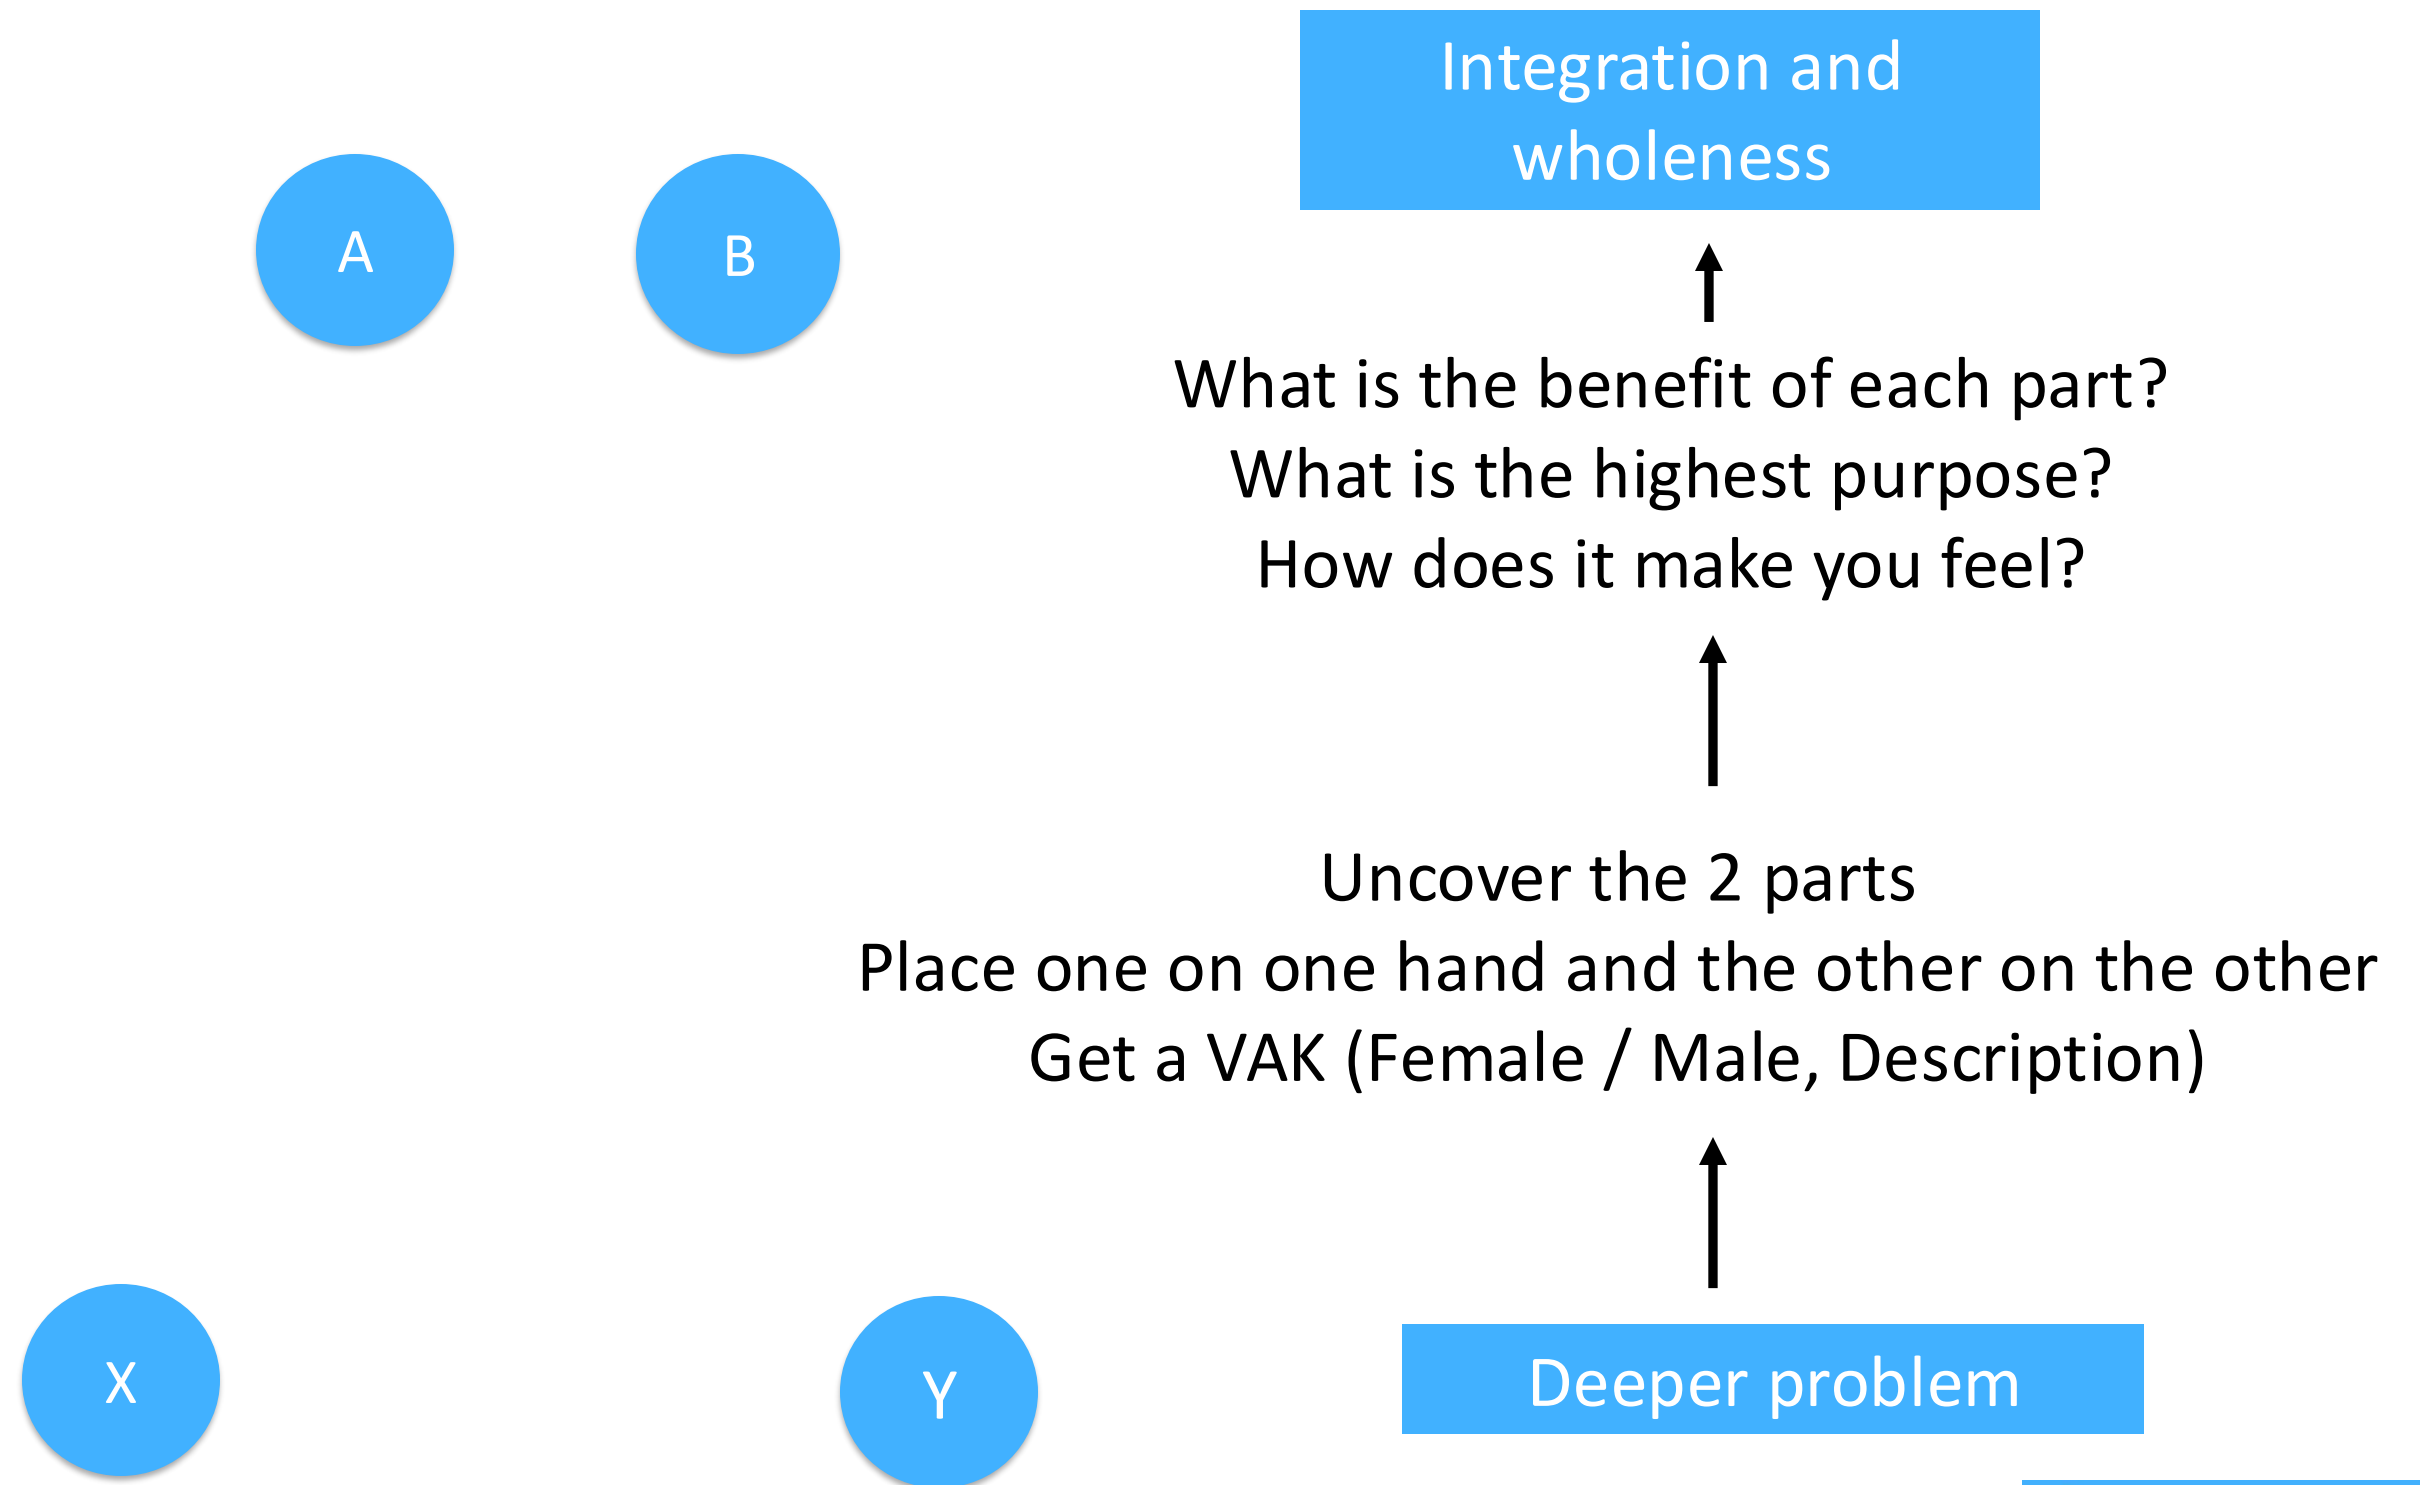 Integration and
wholeness
A
B
What is the benefit of each part?
What is the highest purpose?
How does it make you feel?
Uncover the 2 parts
Place one on one hand and the other on the other
Get a VAK (Female / Male, Description)
X
Y
Deeper problem